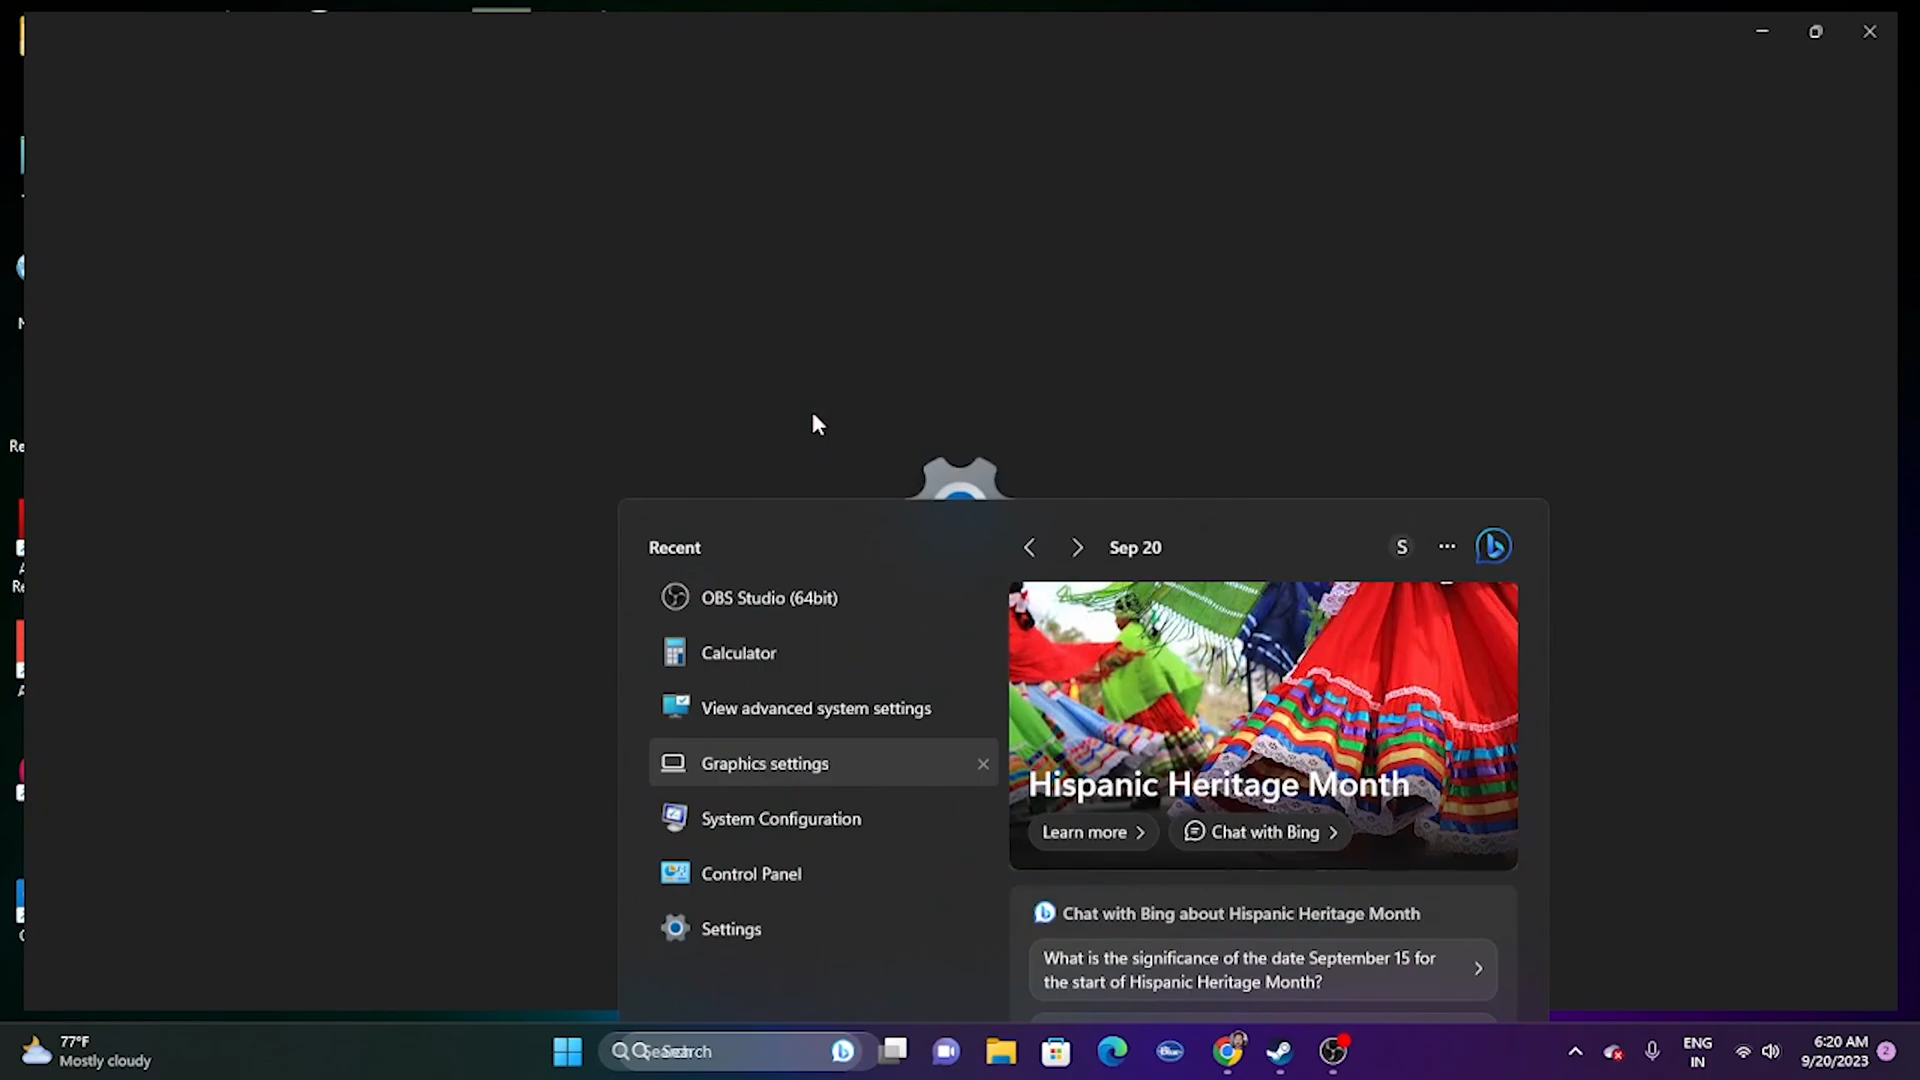 Re
Recent
Sep 20
S
OBS Studio (64bit)
Calculator
View advanced system settings
Graphics settings
System Configuration
Control Panel
Settings
Hispanic Heritage Month
Learn more
Chat with Bing
Chat with Bing about Hispanic Heritage Month
What is the significance of the date September 15 for
the start of Hispanic Heritage Month?
77°F
Mostly cloudy
Search
ENG
IN
6:20 AM
9/20/2023
2